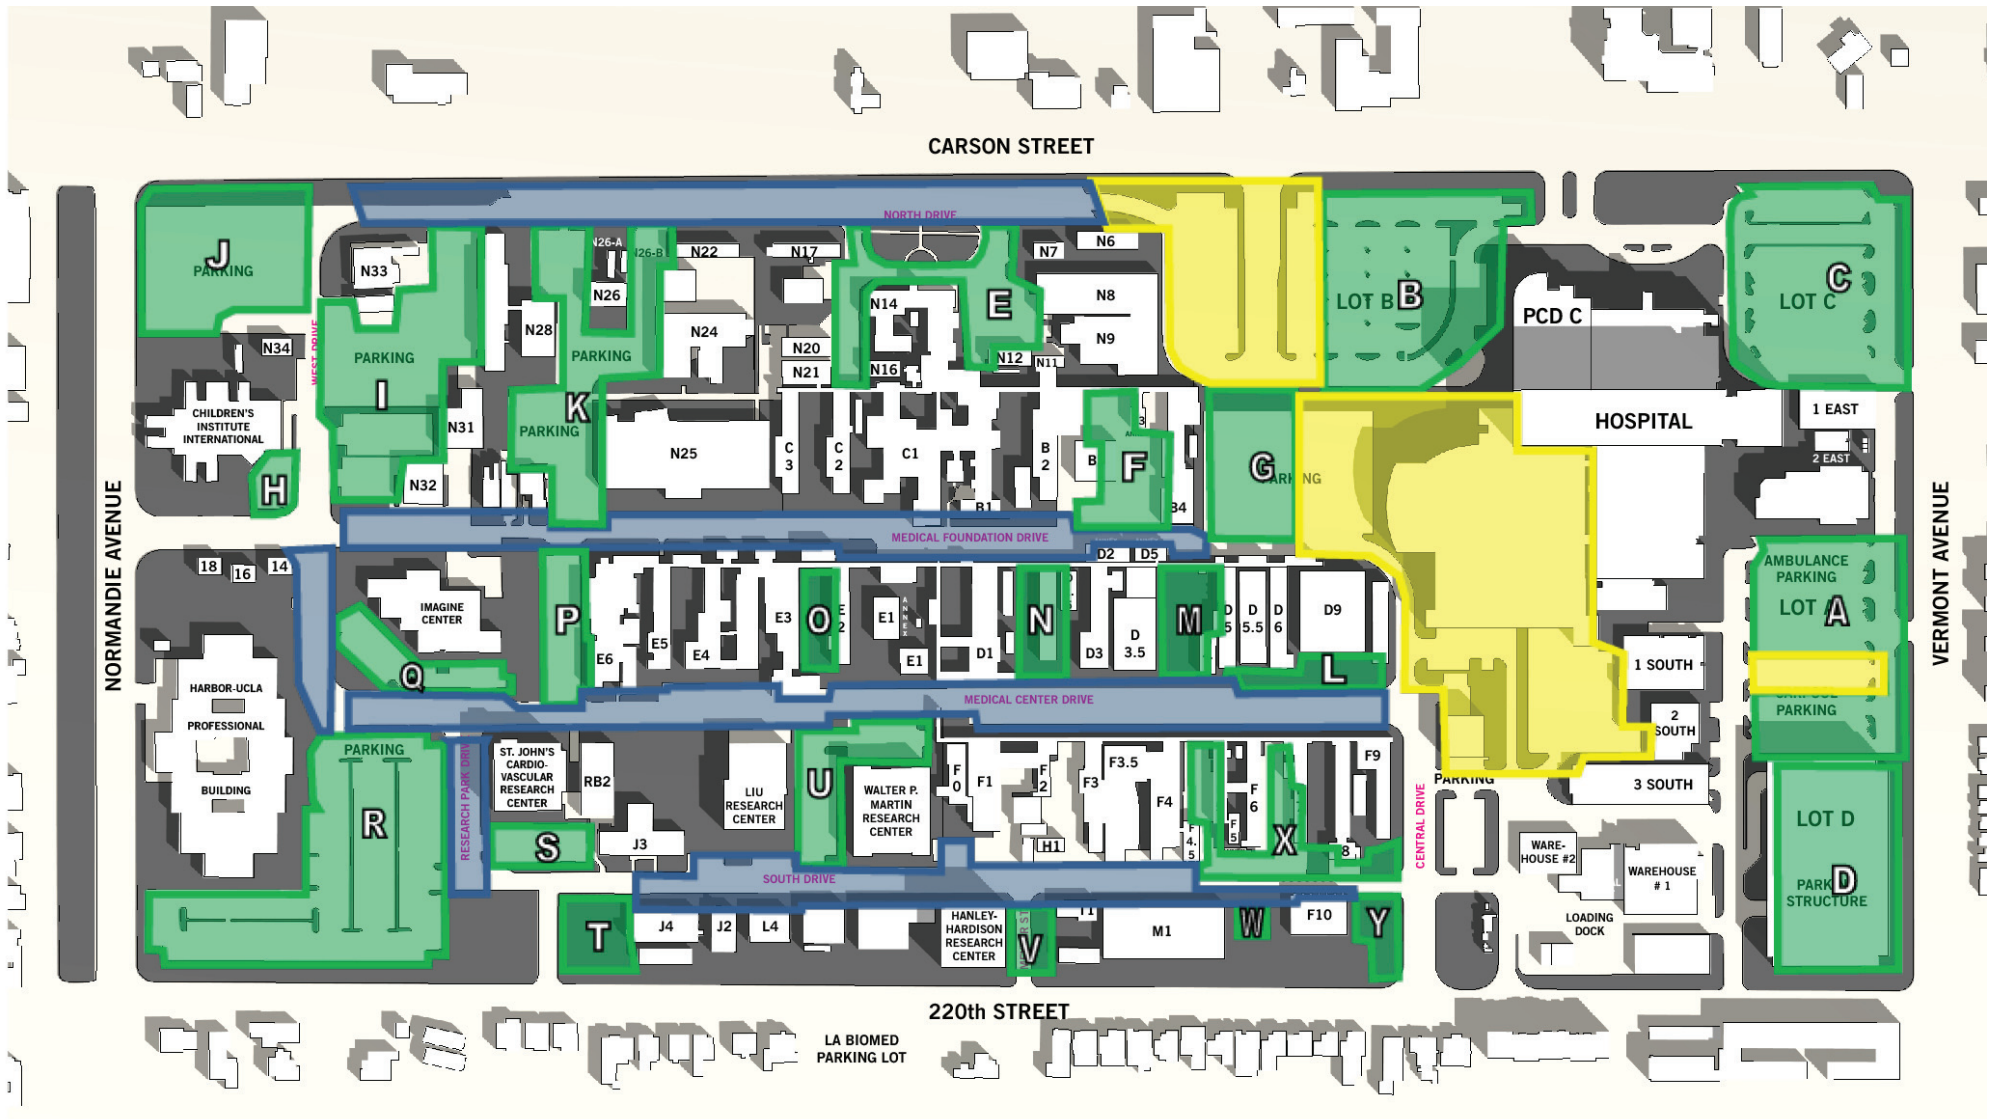 CARSON STREET
NORTH DRIVE
J
PARKING
N33
N26-A
N26-B
N22
N17
N7
N6
N26
N28
N24
N14
E
N8
N9
N20
N21
N16
N12
N11
LOT B
B
PCD C
LOT C
C
N34
WEST DRIVE
PARKING
I
PARKING
K
PARKING
CHILDREN'S
INSTITUTE
INTERNATIONAL
H
N31
N32
N25
C
3
C
2
C1
B
2
B
F
3
B4
B1
G
HOSPITAL
1 EAST
2 EAST
NORMANDIE AVENUE
VERMONT AVENUE
MEDICAL FOUNDATION DRIVE
D2
D5
18
16
14
IMAGINE
CENTER
Q
P
E6
E5
E4
E3
O
E1
ANNEX
E1
D1
N
D3
D
3.5
M
D
5.5
D
6
D9
L
AMBULANCE
PARKING
LOT A
A
PARKING
1 SOUTH
2
SOUTH
3 SOUTH
HARBOR-UCLA
PROFESSIONAL
BUILDING
MEDICAL CENTER DRIVE
PARKING
R
RESEARCH PARK DRIVE
ST. JOHN'S
CARDIO-
VASCULAR
RESEARCH
CENTER
RB2
S
J3
LIU
RESEARCH
CENTER
U
WALTER P.
MARTIN
RESEARCH
CENTER
F
0
F1
F
2
F3
F3.5
F4
F
4.5
F
5
F
6
X
8
F9
H1
PARKING
CENTRAL DRIVE
SOUTH DRIVE
WARE-
HOUSE #2
WAREHOUSE
# 1
LOADING
DOCK
LOT D
D
PARKING
STRUCTURE
T
J4
J2
L4
HANLEY-
HARDISON
RESEARCH
CENTER
V
M1
W
F10
Y
220th STREET
LA BIOMED
PARKING LOT